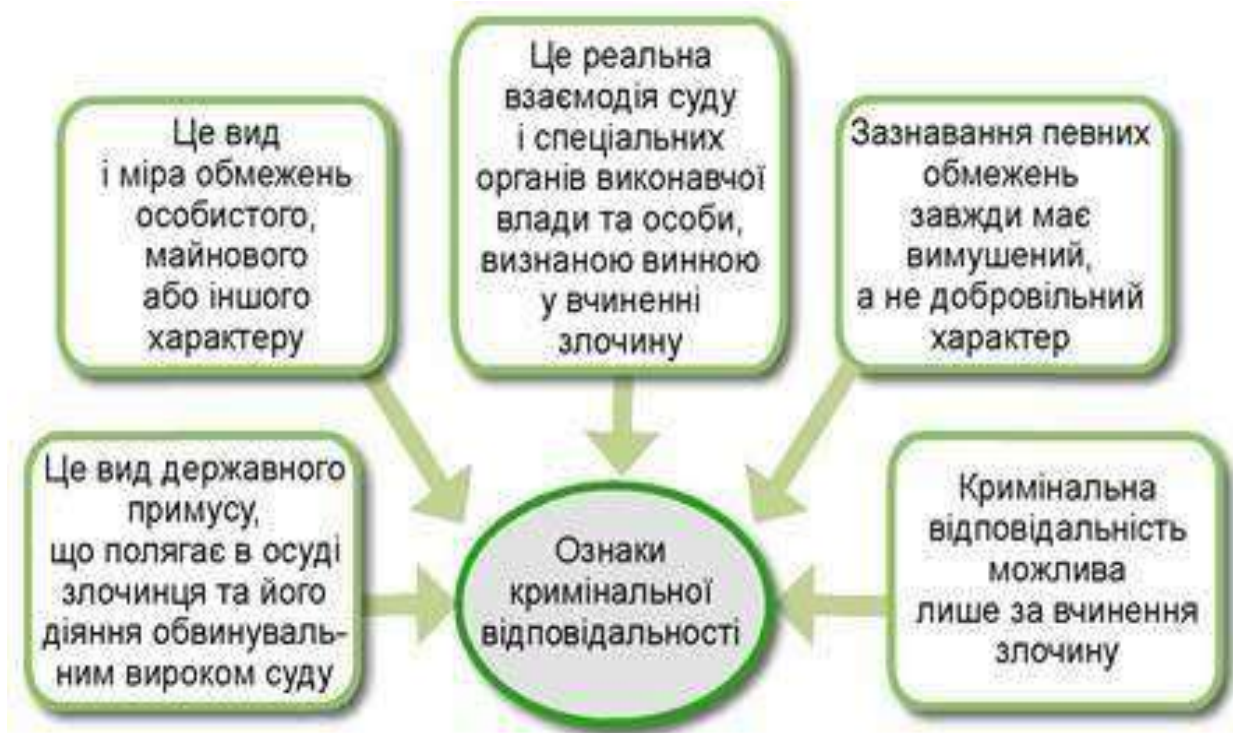 Це вид
і міра обмежень
особистого,
майнового
або іншого
характеру
Це реальна
взаємодія суду
і спеціальних
органів виконавчої
влади та особи,
визнаною винною
у вчиненні
злочину
Зазнавання певних
обмежень
завжди має
вимушений,
а не добровільний
характер
Це вид державного
примусу,
що полягає в осуді
злочинця та його
діяння обвинуваль-
ним вироком суду
Ознаки
кримінальної
відповідальності
Кримінальна
відповідальність
можлива
лише за вчинення
злочину